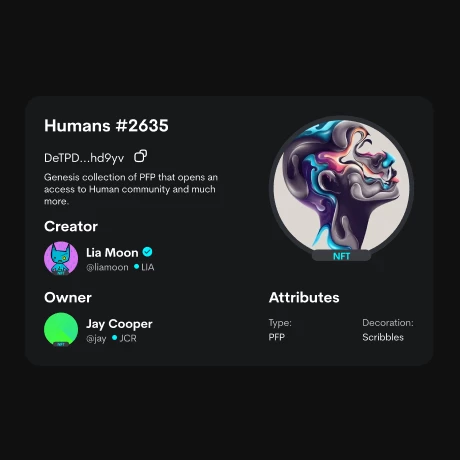 Humans #2635
DeTPD...hd9yv
Genesis collection of PFP that opens an
access to Human community and much
more.
NFT
Creator
Lia Moon
@liamoon LIA
Owner
Jay Cooper
@jay JCR
Attributes
Type: Decoration:
PFP Scribbles